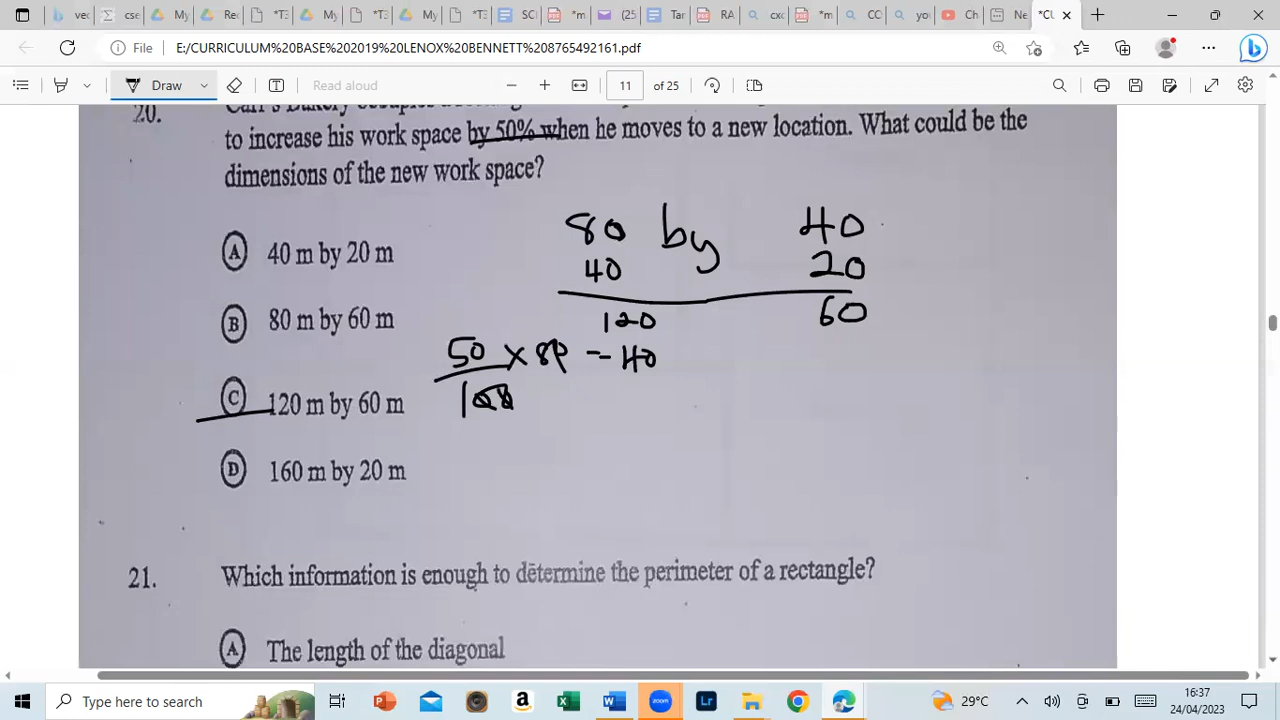 File E:/CURRICULUM%20BASE%202019%20LENOX%20BENNETT%208765492161.pdf
Draw Read aloud 11 of 25
20.
to increase his work space by 50% when he moves to a new location. What could be the
dimensions of the new work space?
80 by 40
A 40 m by 20 m
40 20
B 80 m by 60 m
120 60
50 x 80 = 40
100
C 120 m by 60 m
D 160 m by 20 m
21. Which information is enough to determine the perimeter of a rectangle?
A The length of the diagonal
Type here to search
zoom
Lr
29°C
16:37
24/04/2023